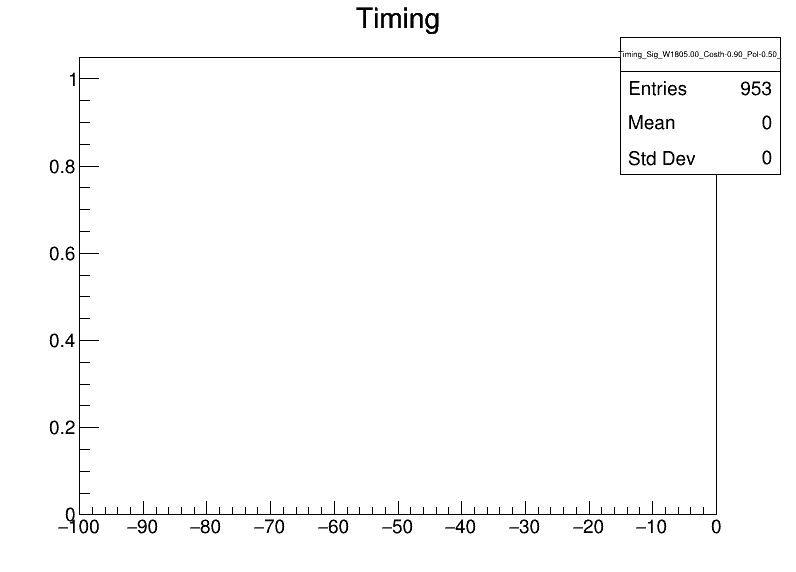 Timing
Timing_Sig_W1805.00_Costh-0.90_Pol-0.50_
Entries 953
Mean 0
Std Dev 0
1
0.8
0.6
0.4
0.2
0
−100 −90 −80 −70 −60 −50 −40 −30 −20 −10 0